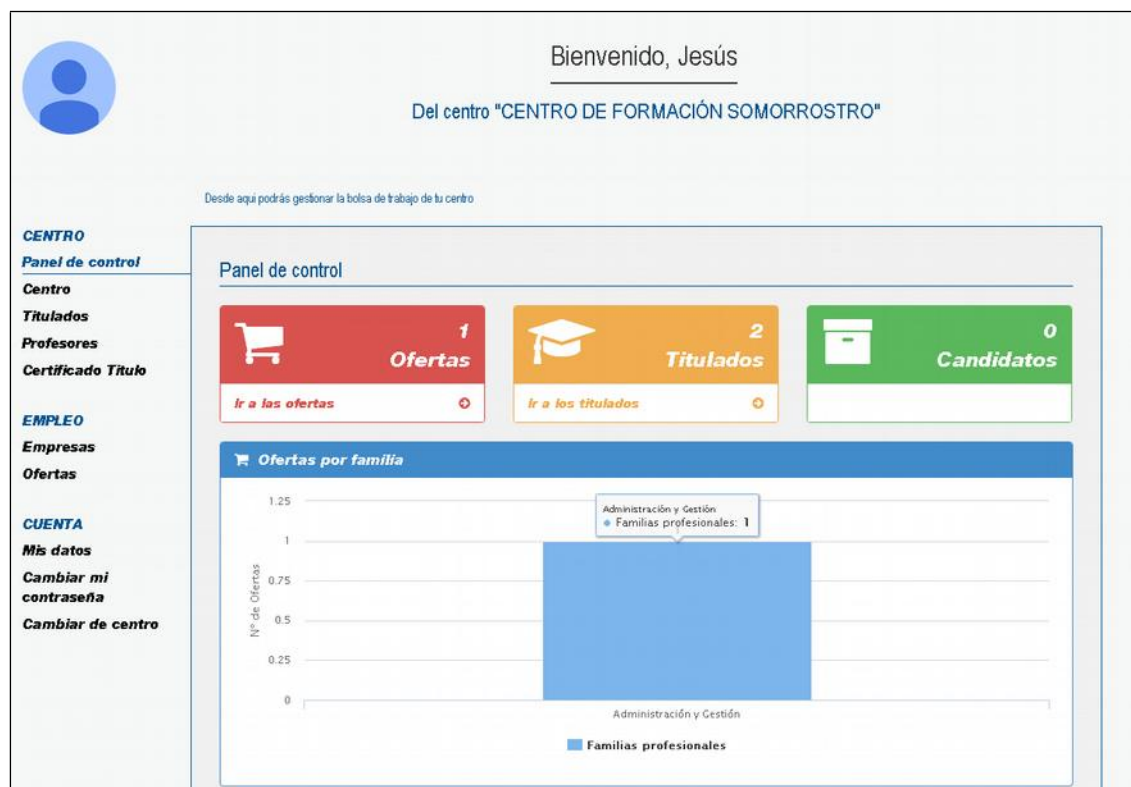 Bienvenido, Jesús
Del centro "CENTRO DE FORMACIÓN SOMORROSTRO"
Desde aqui podrás gestionar la bolsa de trabajo de tu centro
CENTRO
Panel de control
Centro
Titulados
Profesores
Certificado Titulo
EMPLEO
Empresas
Ofertas
CUENTA
Mis datos
Cambiar mi
contraseña
Cambiar de centro
Panel de control
1
Ofertas
Ir a las ofertas
2
Titulados
Ir a los titulados
0
Candidatos
Ofertas por família
1.25
1
0.75
0.5
0.25
0
Nº de Ofertas
Administración y Gestión
Familias profesionales: 1
Administración y Gestión
Familias profesionales